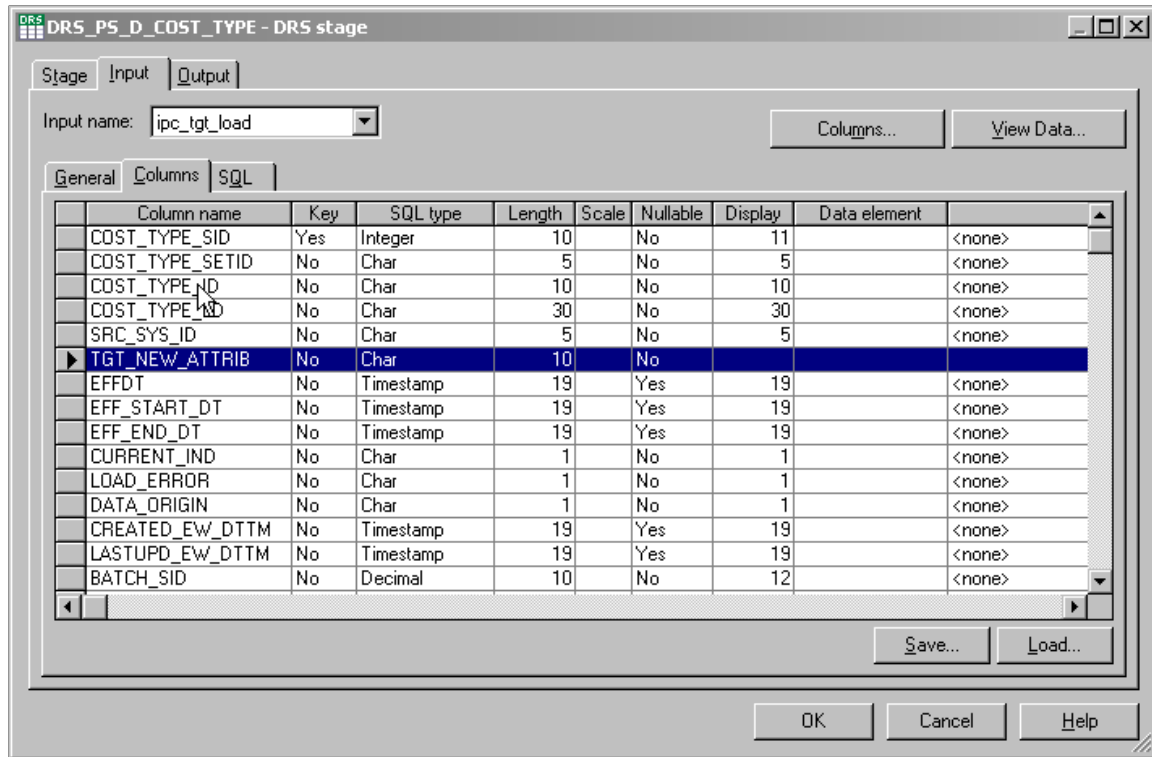 DRS DRS_PS_D_COST_TYPE - DRS stage
Stage Input Output
Input name: ipc_tgt_load Columns... View Data...
General Columns SQL
Column name Key SQL type Length Scale Nullable Display Data element
COST_TYPE_SID Yes Integer 10 No 11 <none>
COST_TYPE_SETID No Char 5 No 5 <none>
COST_TYPE_ID No Char 10 No 10 <none>
No Char 30 No 30 <none>
SRC_SYS_ID No Char 5 No 5 <none>
TGT_NEW_ATTRIB No Char 10 No
EFFDT No Timestamp 19 Yes 19 <none>
EFF_START_DT No Timestamp 19 Yes 19 <none>
EFF_END_DT No Timestamp 19 Yes 19 <none>
CURRENT_IND No Char 1 No 1 <none>
LOAD_ERROR No Char 1 No 1 <none>
DATA_ORIGIN No Char 1 No 1 <none>
CREATED_EW_DTTM No Timestamp 19 Yes 19 <none>
LASTUPD_EW_DTTM No Timestamp 19 Yes 19 <none>
BATCH_SID No Decimal 10 No 12 <none>
Save... Load...
OK Cancel Help